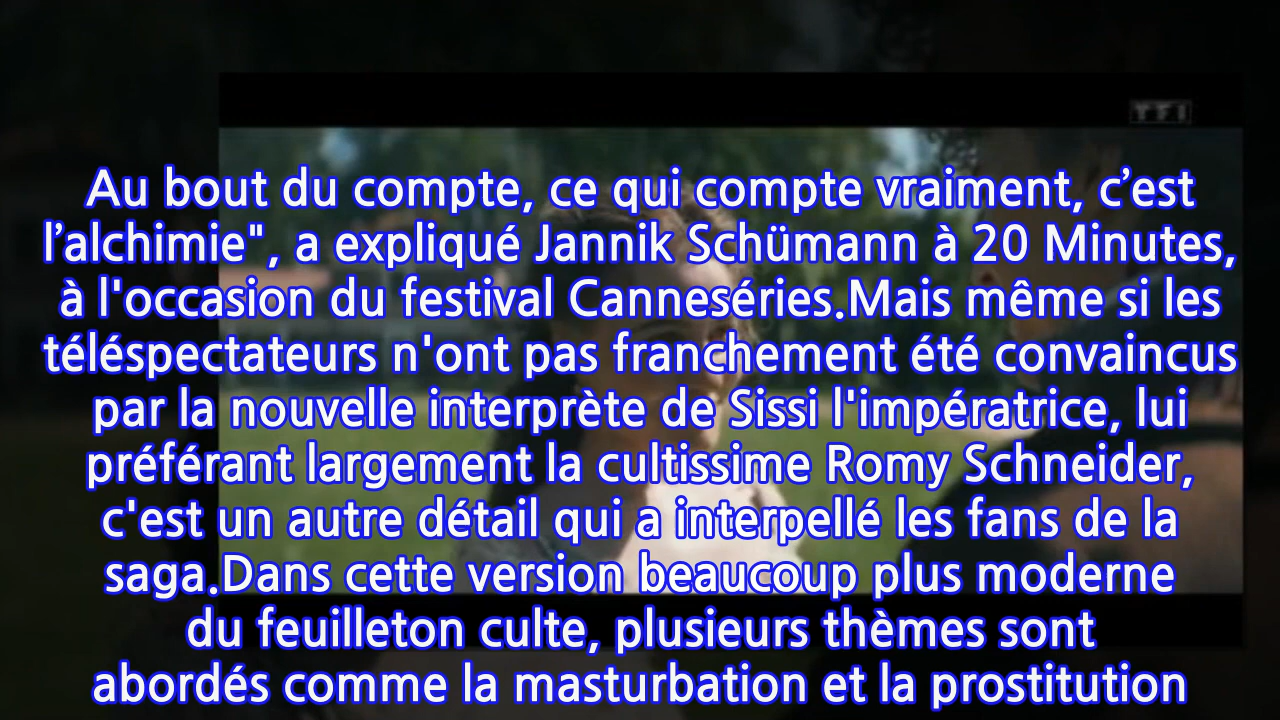 TF1
Au bout du compte, ce qui compte vraiment, c’est
l’alchimie", a expliqué Jannik Schümann à 20 Minutes,
à l'occasion du festival Canneséries.Mais même si les
téléspectateurs n'ont pas franchement été convaincus
par la nouvelle interprète de Sissi l'impératrice, lui
préférant largement la cultissime Romy Schneider,
c'est un autre détail qui a interpellé les fans de la
saga.Dans cette version beaucoup plus moderne
du feuilleton culte, plusieurs thèmes sont
abordés comme la masturbation et la prostitution